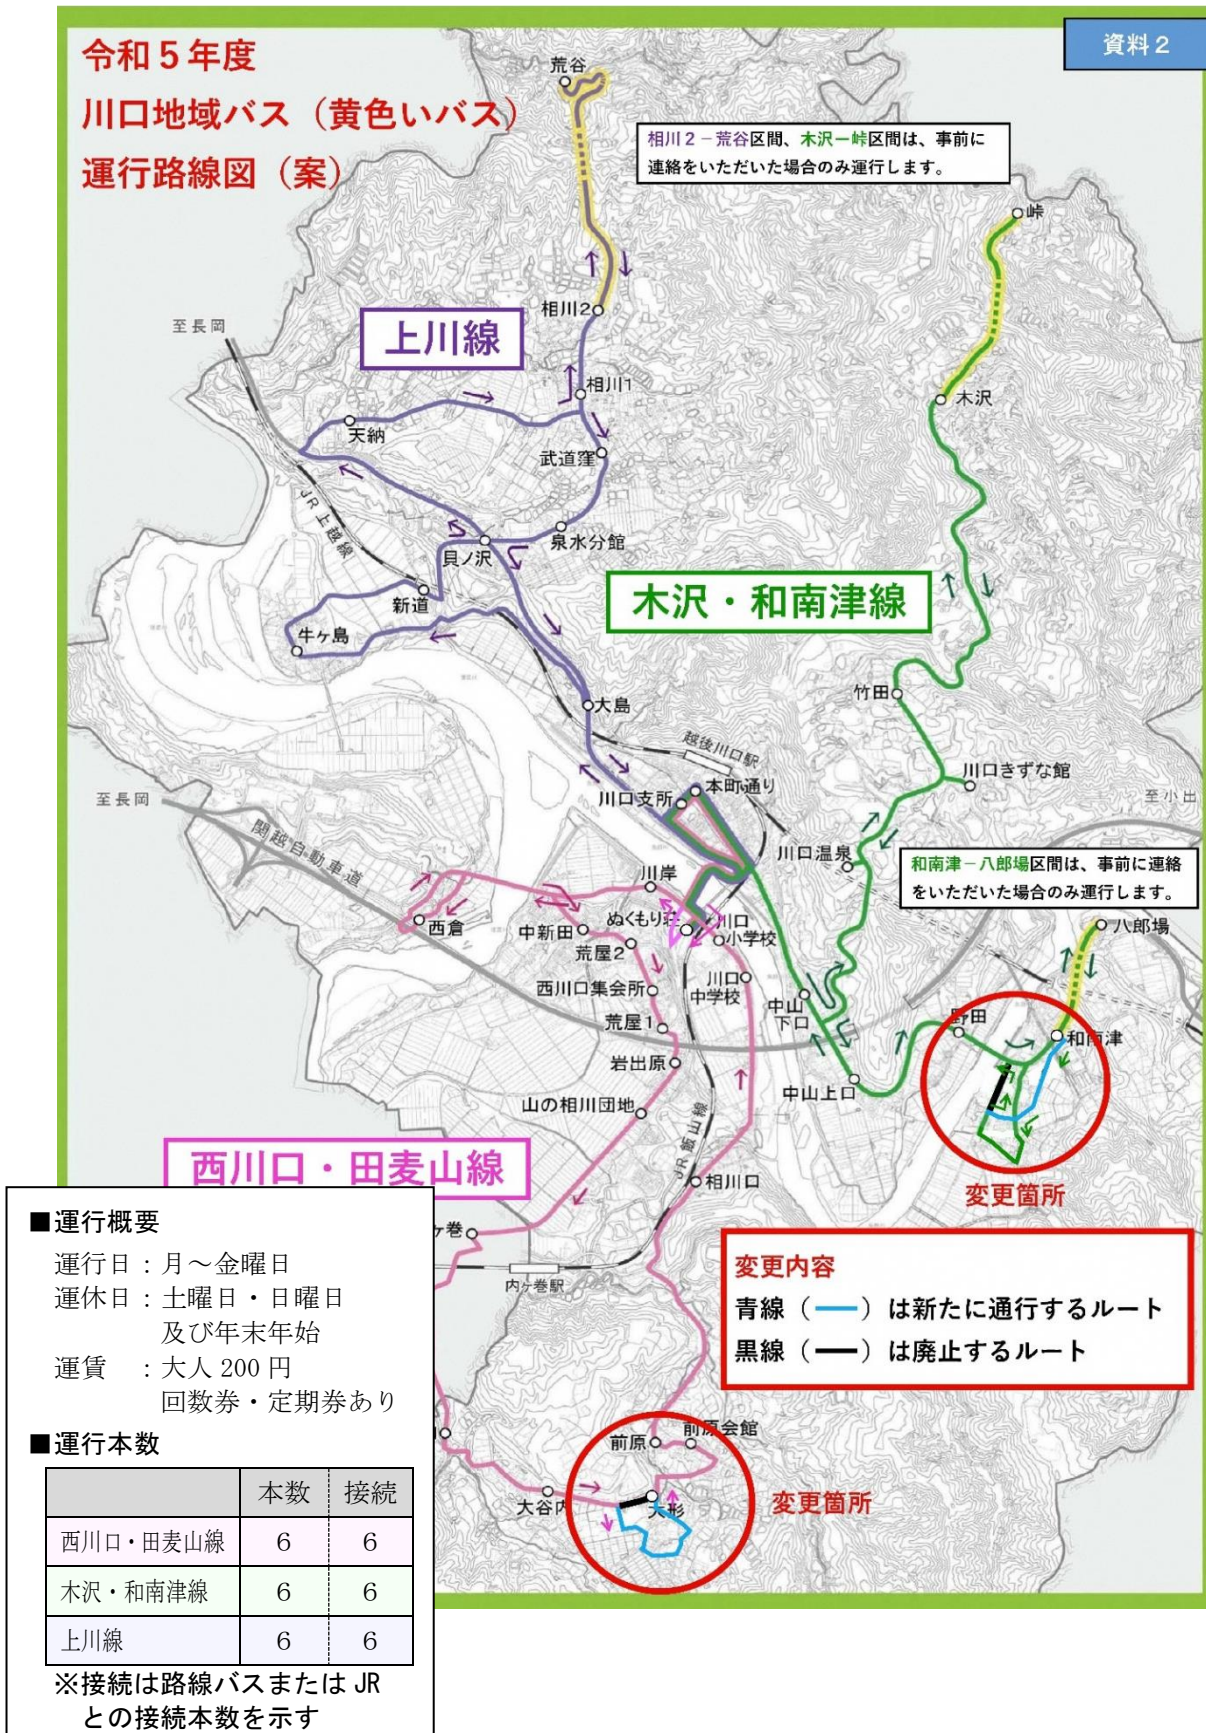 資料２
令和５年度
川口地域バス（黄色いバス）
運行路線図（案）
荒谷
相川２－荒谷区間、木沢ー峠区間は、事前に
連絡をいただいた場合のみ運行します。
峠
相川2
至長岡
上川線
相川1
木沢
天納
武道窪
JR上越線
貝ノ沢
泉水分館
新道
木沢・和南津線
牛ヶ島
竹田
大島
越後川口駅
川口きずな館
本町通り
川口支所
至長岡
至小出
関越自動車道
川口温泉
川岸
和南津－八郎場区間は、事前に連絡
をいただいた場合のみ運行します。
西倉
ぬくもり荘
川口
小学校
中新田
八郎場
荒屋2
川口
中学校
西川口集会所
中山
下口
野田
荒屋1
和南津
岩出原
中山上口
山の相川団地
JR飯山線
西川口・田麦山線
相川口
変更箇所
ヶ巻
内ヶ巻駅
変更内容
青線（━）は新たに通行するルート
黒線（━）は廃止するルート
前原
前原会館
大谷内
大形
変更箇所
■運行概要
運行日：月～金曜日
運休日：土曜日・日曜日
及び年末年始
運賃　：大人 200 円
回数券・定期券あり
■運行本数
本数 接続
西川口・田麦山線 6 6
木沢・和南津線 6 6
上川線 6 6
※接続は路線バスまたは JR
との接続本数を示す